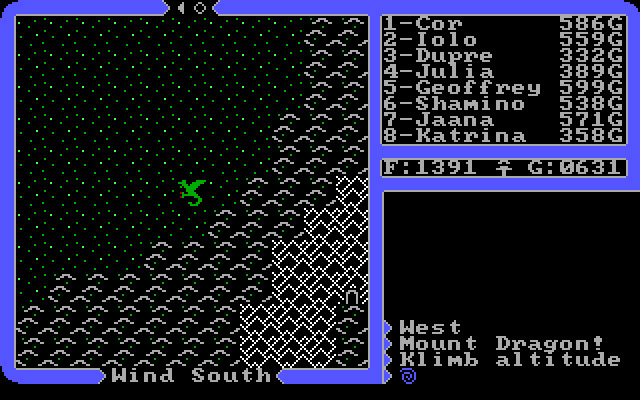 1-Cor 586G
2-Iolo 559G
3-Dupre 332G
4-Julia 389G
5-Geoffrey 599G
6-Shamino 538G
7-Jaana 571G
8-Katrina 358G
F:1391 G:0631
West
Mount Dragon!
Klimb altitude
Wind South